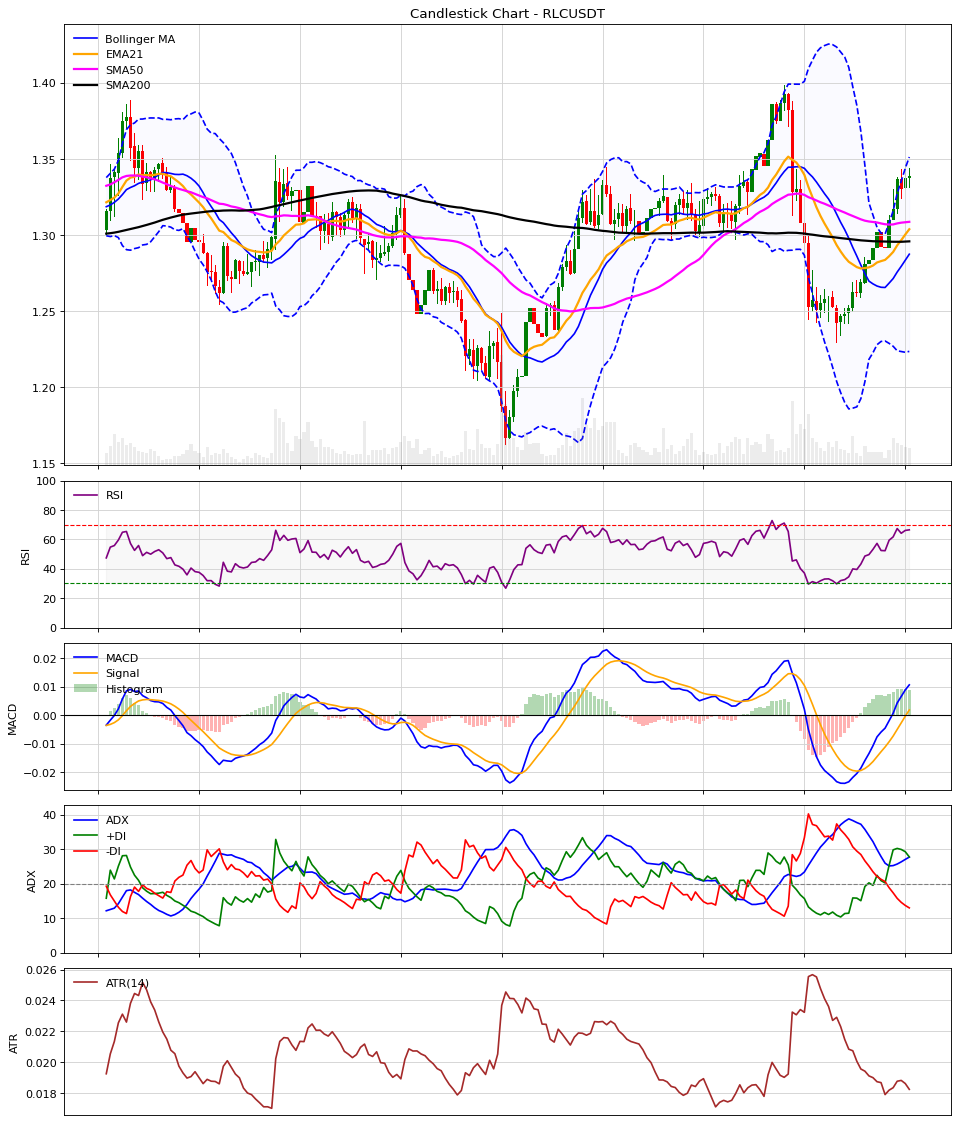 Candlestick Chart - RLCUSDT
Bollinger MA
EMA21
SMA50
SMA200
1.40
1.35
1.30
1.25
1.20
1.15
100
80
60
40
20
0
RSI
RSI
0.02
0.01
0.00
−0.01
−0.02
MACD
MACD
Signal
Histogram
40
30
20
10
0
ADX
ADX
+DI
-DI
0.026
0.024
0.022
0.020
0.018
ATR
ATR(14)